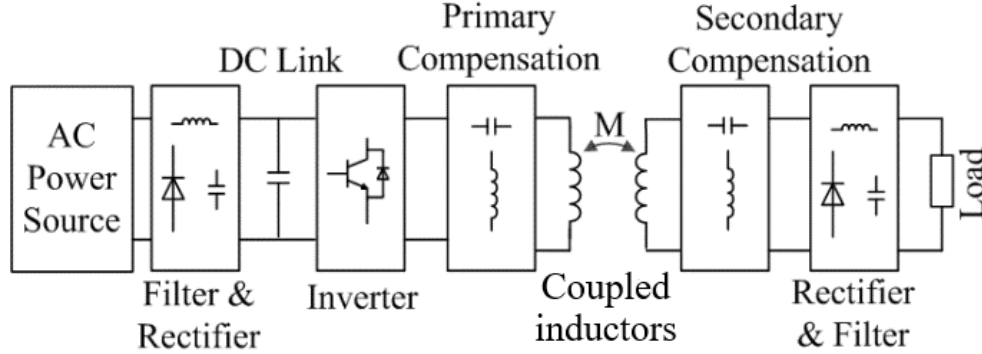 Primary
Compensation
Secondary
Compensation
DC Link
AC
Power
Source
M
Load
Filter &
Rectifier
Inverter
Coupled
inductors
Rectifier
& Filter